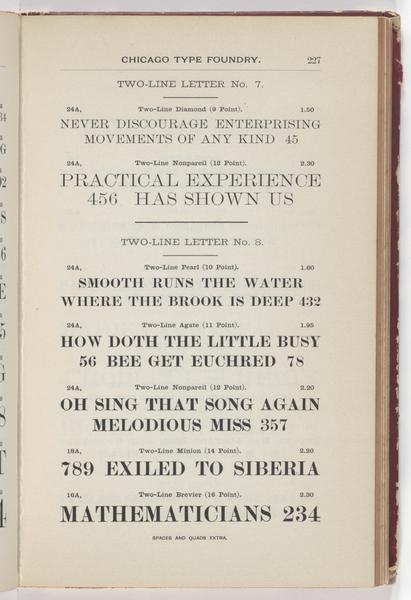 CHICAGO TYPE FOUNDRY. 227
TWO-LINE LETTER No. 7.
24A, Two-Line Diamond (9 Point). 1.50
NEVER DISCOURAGE ENTERPRISING
MOVEMENTS OF ANY KIND 45
24A, Two-Line Nonpareil (12 Point). 2.30
PRACTICAL EXPERIENCE
456 HAS SHOWN US
TWO-LINE LETTER No. 8.
24A, Two-Line Pearl (10 Point). 1.60
SMOOTH RUNS THE WATER
WHERE THE BROOK IS DEEP 432
24A, Two-Line Agate (11 Point). 1.95
HOW DOTH THE LITTLE BUSY
56 BEE GET EUCHRED 78
24A, Two-Line Nonpareil (12 Point). 2.20
OH SING THAT SONG AGAIN
MELODIOUS MISS 357
18A, Two-Line Minion (14 Point). 2.20
789 EXILED TO SIBERIA
16A, Two-Line Brevier (16 Point). 2.30
MATHEMATICIANS 234
SPACES AND QUADS EXTRA.